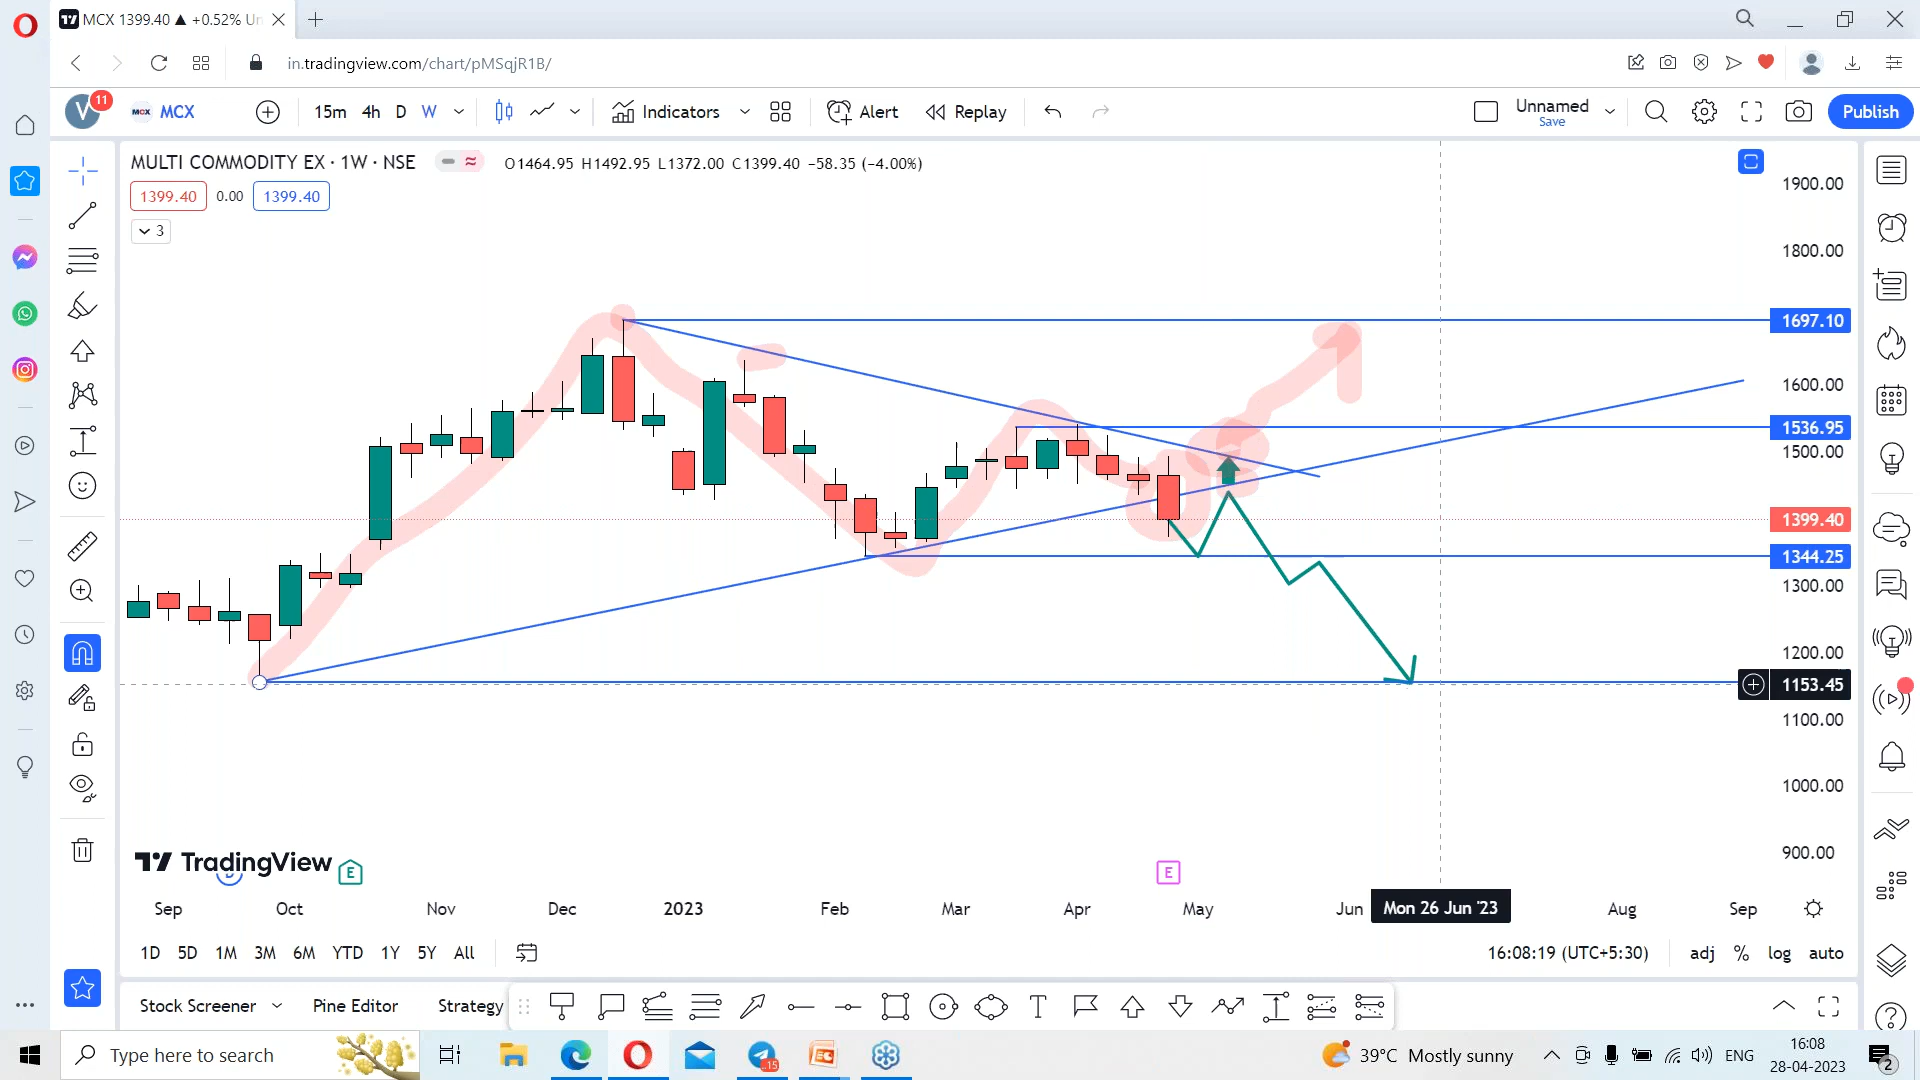 MCX 1399.40 ▲ +0.52% Un
in.tradingview.com/chart/pMSqjR1B/
V
11
MCX
MCX
15m
4h
D
W
Indicators
Alert
Replay
Unnamed
Save
Publish
MULTI COMMODITY EX · 1W · NSE
O1464.95 H1492.95 L1372.00 C1399.40 −58.35 (−4.00%)
1399.40
0.00
1399.40
3
1900.00
1800.00
1697.10
1600.00
1536.95
1500.00
1399.40
1344.25
1300.00
1200.00
1153.45
1100.00
1000.00
900.00
TradingView
D
E
E
Sep
Oct
Nov
Dec
2023
Feb
Mar
Apr
May
Jun
Mon 26 Jun '23
Aug
Sep
1D
5D
1M
3M
6M
YTD
1Y
5Y
All
16:08:19 (UTC+5:30)
adj
%
log
auto
Stock Screener
Pine Editor
Strategy
Type here to search
15
39°C Mostly sunny
ENG
16:08
28-04-2023
2